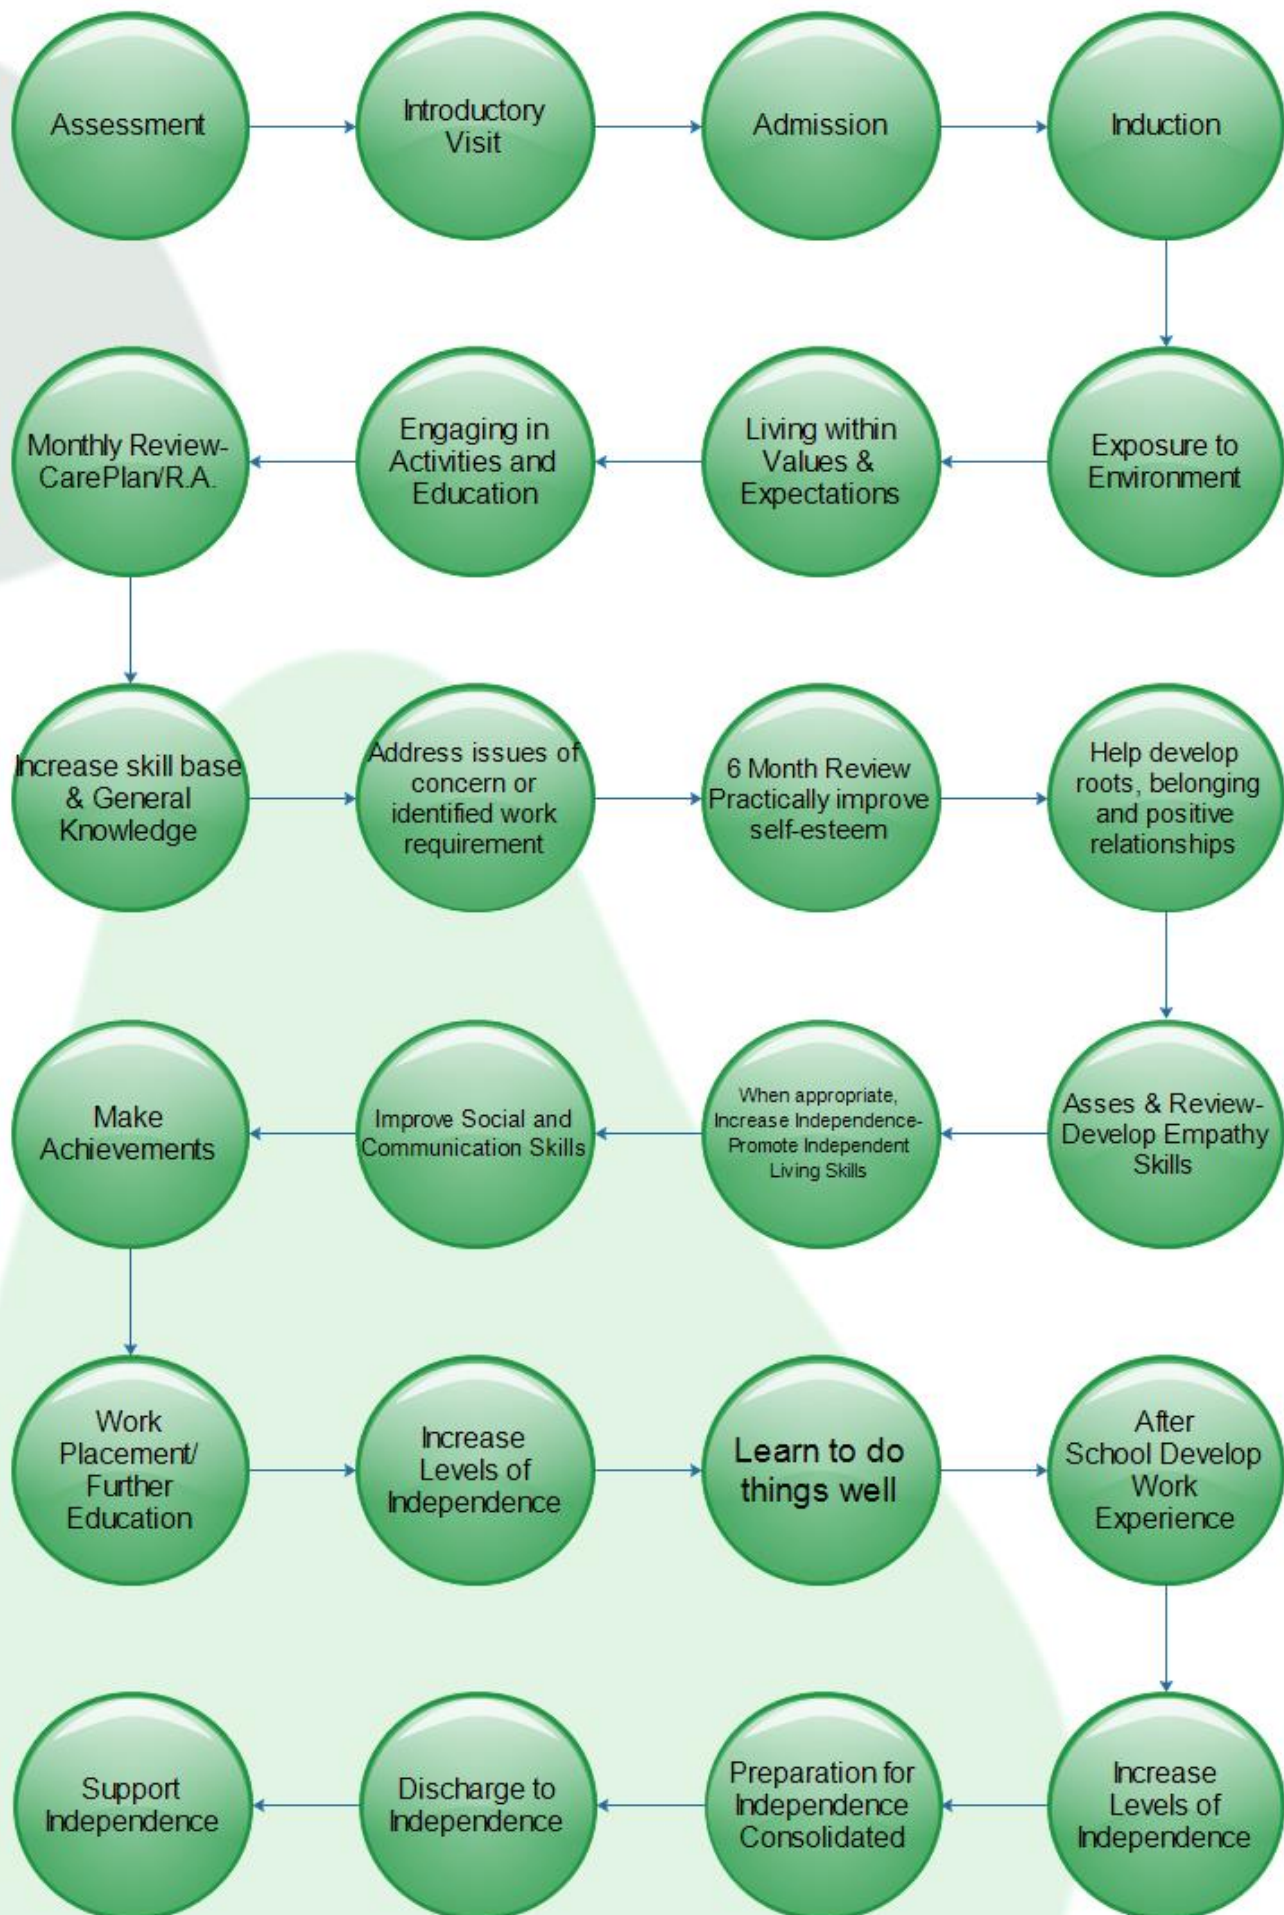 Assessment
Introductory
Visit
Admission
Induction
Exposure to
Environment
Living within
Values &
Expectations
Engaging in
Activities and
Education
Monthly Review-
CarePlan/R.A.
Increase skill base
& General
Knowledge
Address issues of
concern or
identified work
requirement
6 Month Review
Practically improve
self-esteem
Help develop
roots, belonging
and positive
relationships
Asses & Review-
Develop Empathy
Skills
When appropriate,
Increase Independence-
Promote Independent
Living Skills
Improve Social and
Communication Skills
Make
Achievements
Work
Placement/
Further
Education
Increase
Levels of
Independence
Learn to do
things well
After
School Develop
Work
Experience
Increase
Levels of
Independence
Preparation for
Independence
Consolidated
Discharge to
Independence
Support
Independence